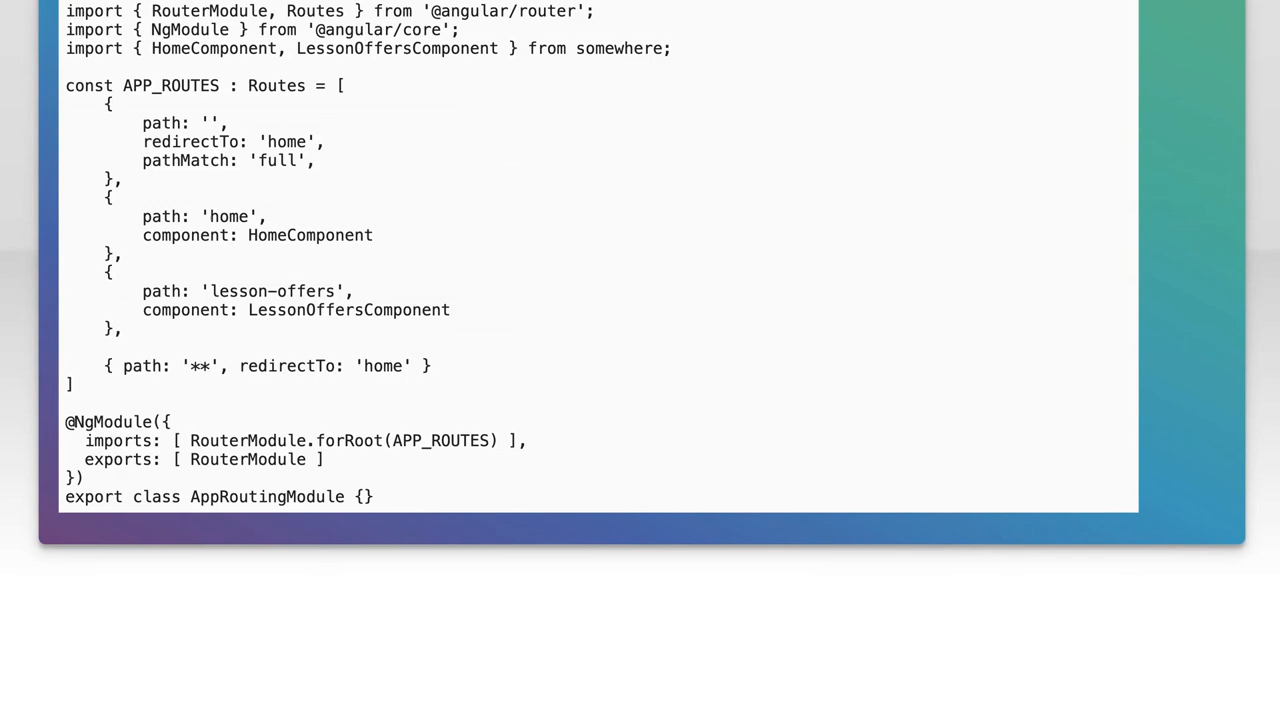 import { RouterModule, Routes } from '@angular/router';
import { NgModule } from '@angular/core';
import { HomeComponent, LessonOffersComponent } from somewhere;

const APP_ROUTES : Routes = [
    {
        path: '',
        redirectTo: 'home',
        pathMatch: 'full',
    },
    {
        path: 'home',
        component: HomeComponent
    },
    {
        path: 'lesson-offers',
        component: LessonOffersComponent
    },

    { path: '**', redirectTo: 'home' }
]

@NgModule({
  imports: [ RouterModule.forRoot(APP_ROUTES) ],
  exports: [ RouterModule ]
})
export class AppRoutingModule {}